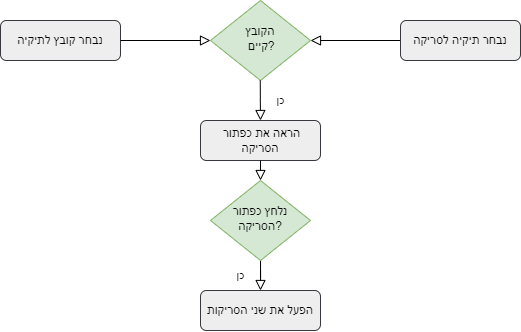 הקובץ
קיים?
נבחר תיקיה לסריקה
נבחר קובץ לתיקיה
כן
הראה את כפתור
הסריקה
נלחץ כפתור
הסריקה?
כן
הפעל את שני הסריקות